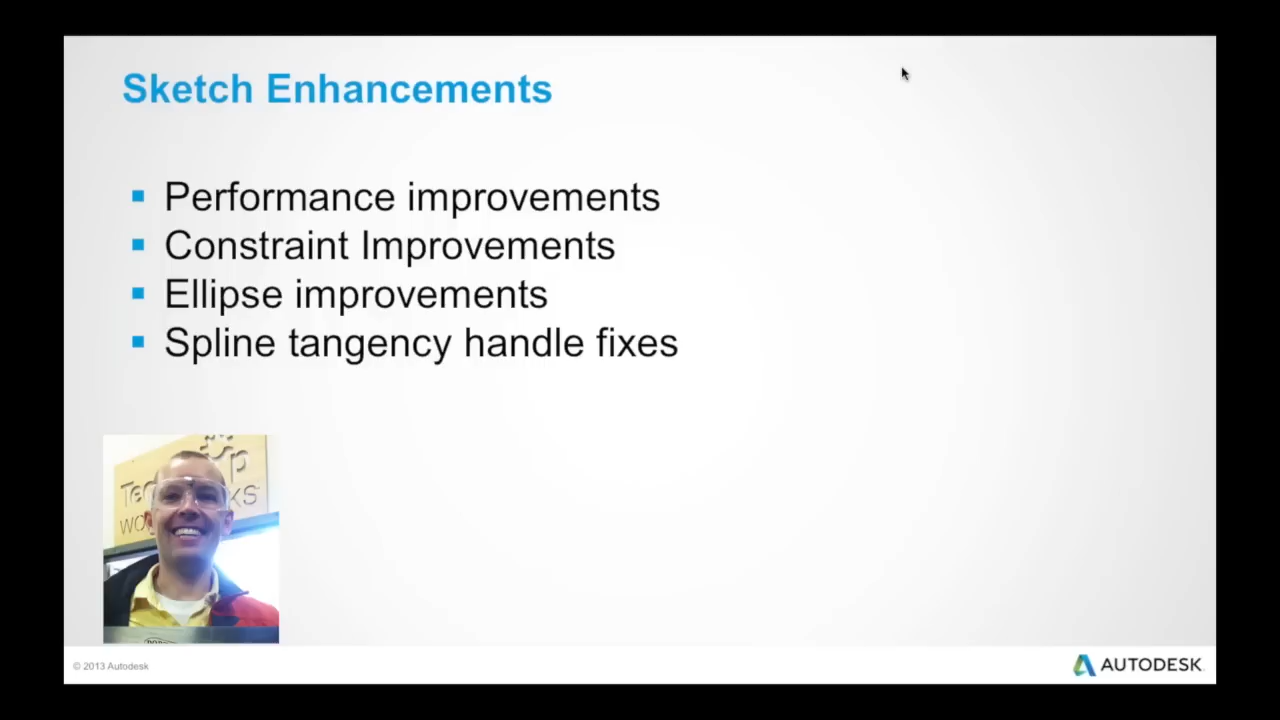 Sketch Enhancements
Performance improvements
Constraint Improvements
Ellipse improvements
Spline tangency handle fixes
© 2013 Autodesk
AUTODESK